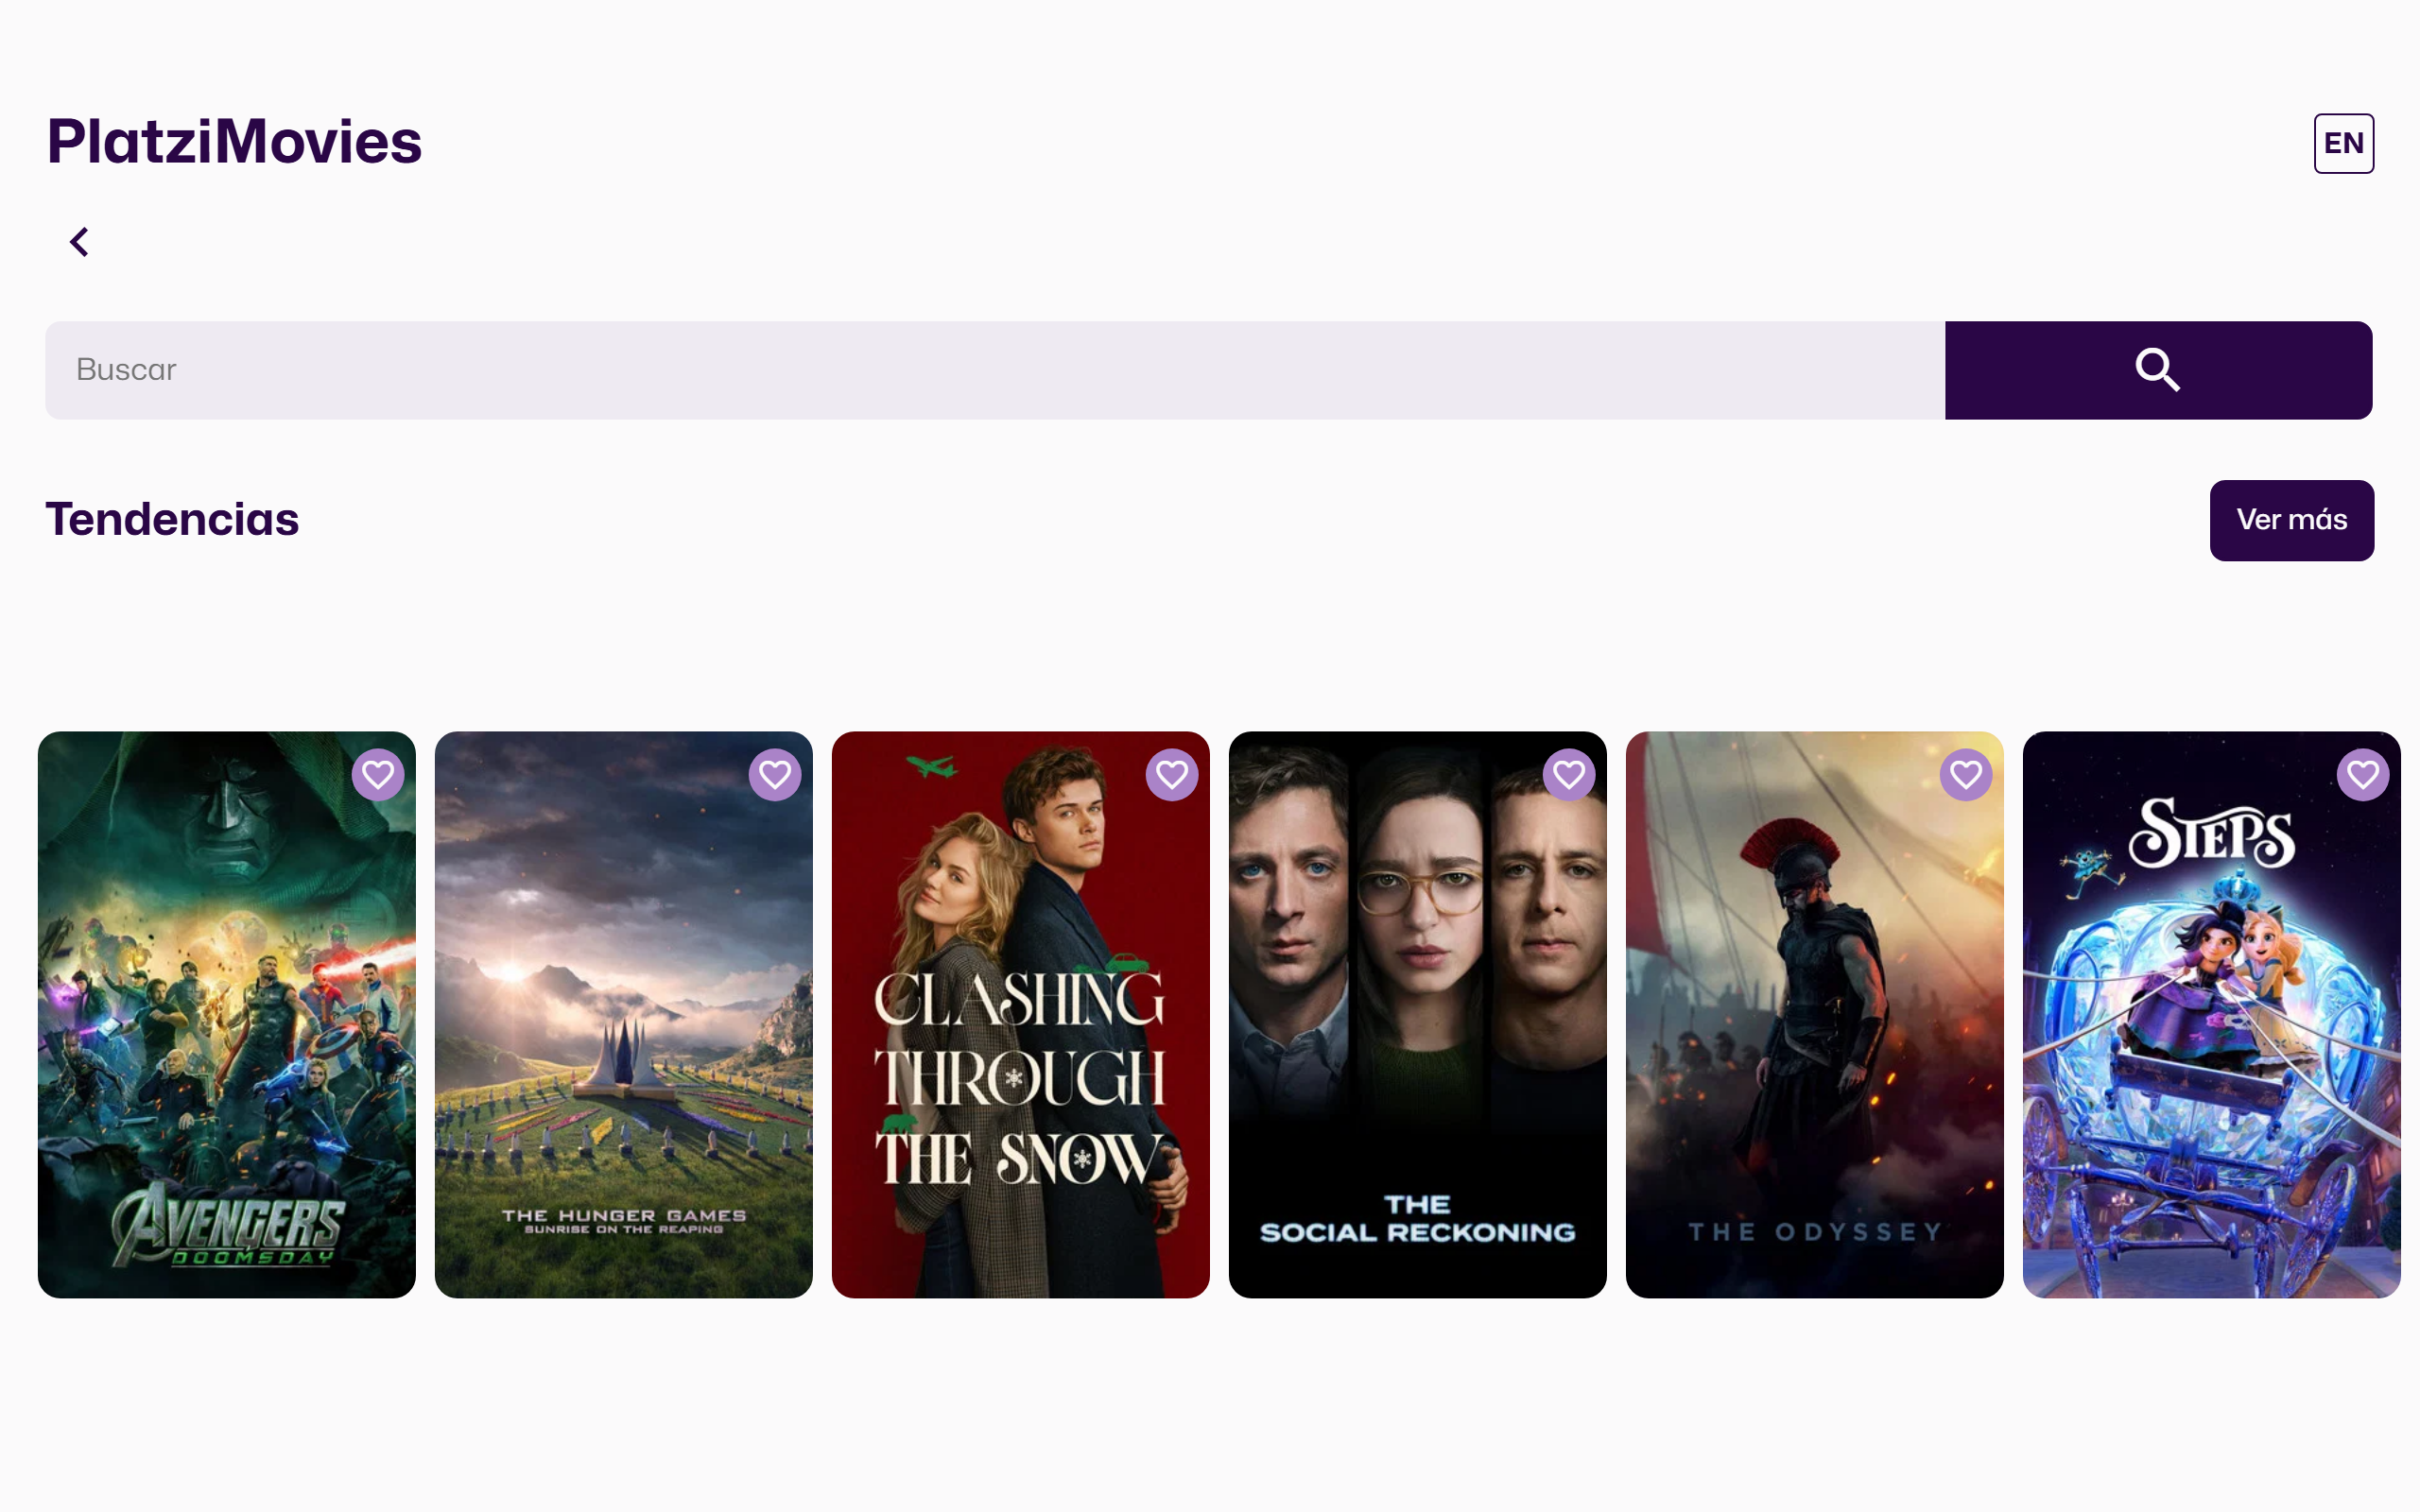 PlatziMovies
EN
Buscar
Tendencias
Ver más
AVENGERS
DOOMSDAY
THE HUNGER GAMES
SUNRISE ON THE REAPING
CLASHING
THROUGH
THE SNOW
THE
SOCIAL RECKONING
THE ODYSSEY
STEPS